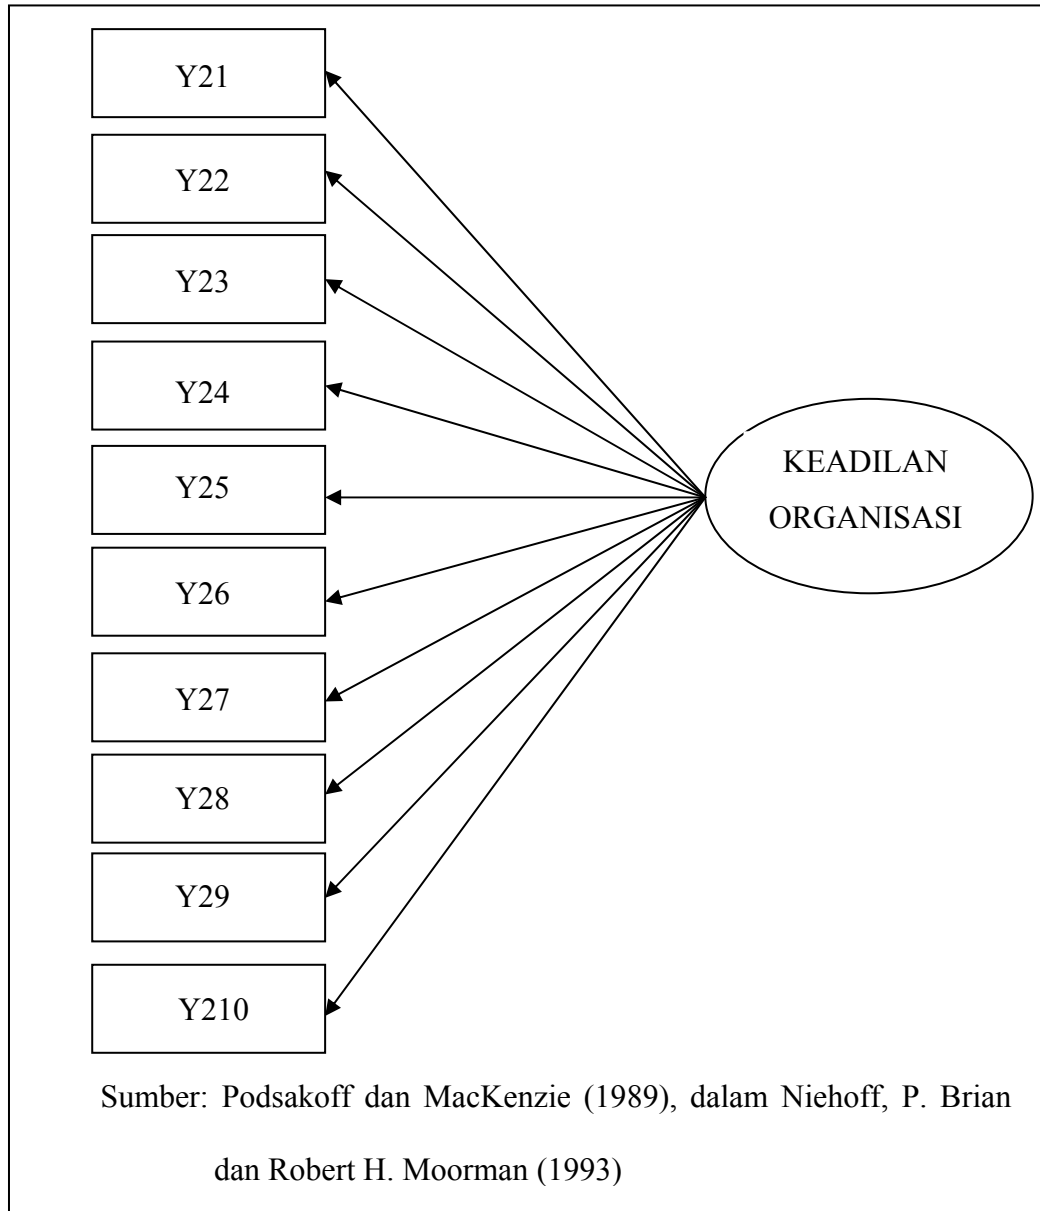 Y21
Y22
Y23
Y24
Y25
Y26
Y27
Y28
Y29
Y210
KEADILAN
ORGANISASI
Sumber: Podsakoff dan MacKenzie (1989), dalam Niehoff, P. Brian
dan Robert H. Moorman (1993)